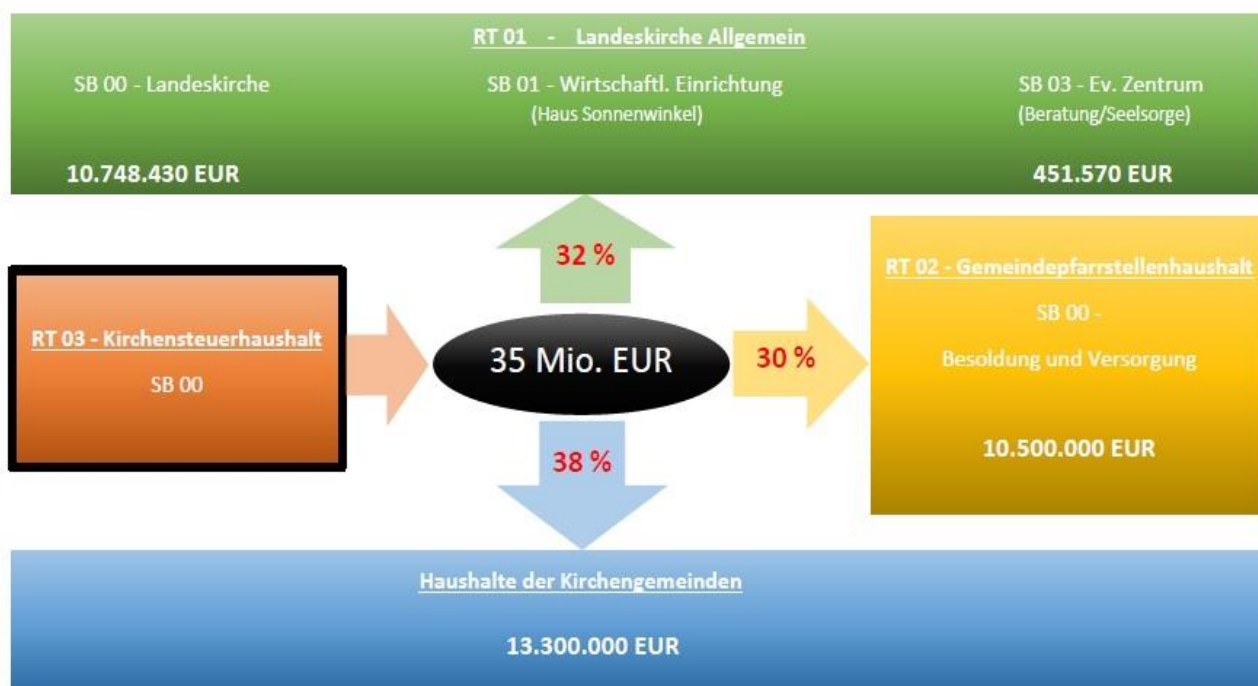 RT 01 - Landeskirche Allgemein
SB 00 - Landeskirche
SB 01 - Wirtschaftl. Einrichtung
(Haus Sonnenwinkel)
SB 03 - Ev. Zentrum
(Beratung/Seelsorge)
10.748.430 EUR
451.570 EUR
32 %
RT 03 - Kirchensteuerhaushalt
SB 00
35 Mio. EUR
30 %
RT 02 - Gemeindepfarrstellenhaushalt
SB 00 -
Besoldung und Versorgung
10.500.000 EUR
38 %
Haushalte der Kirchengemeinden
13.300.000 EUR